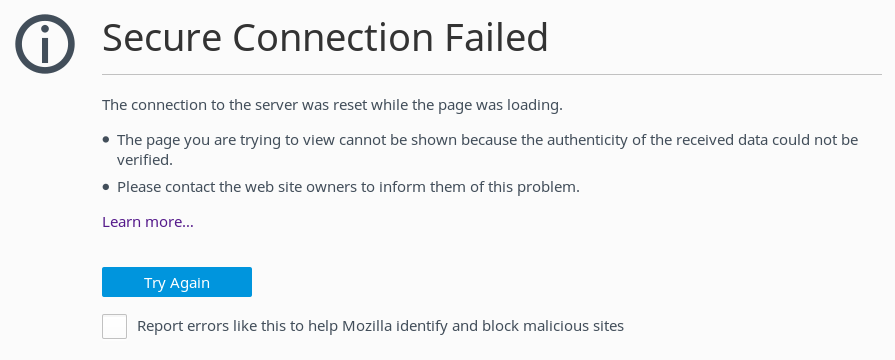 Secure Connection Failed
The connection to the server was reset while the page was loading.
The page you are trying to view cannot be shown because the authenticity of the received data could not be
verified.
Please contact the web site owners to inform them of this problem.
Learn more...
Try Again
Report errors like this to help Mozilla identify and block malicious sites